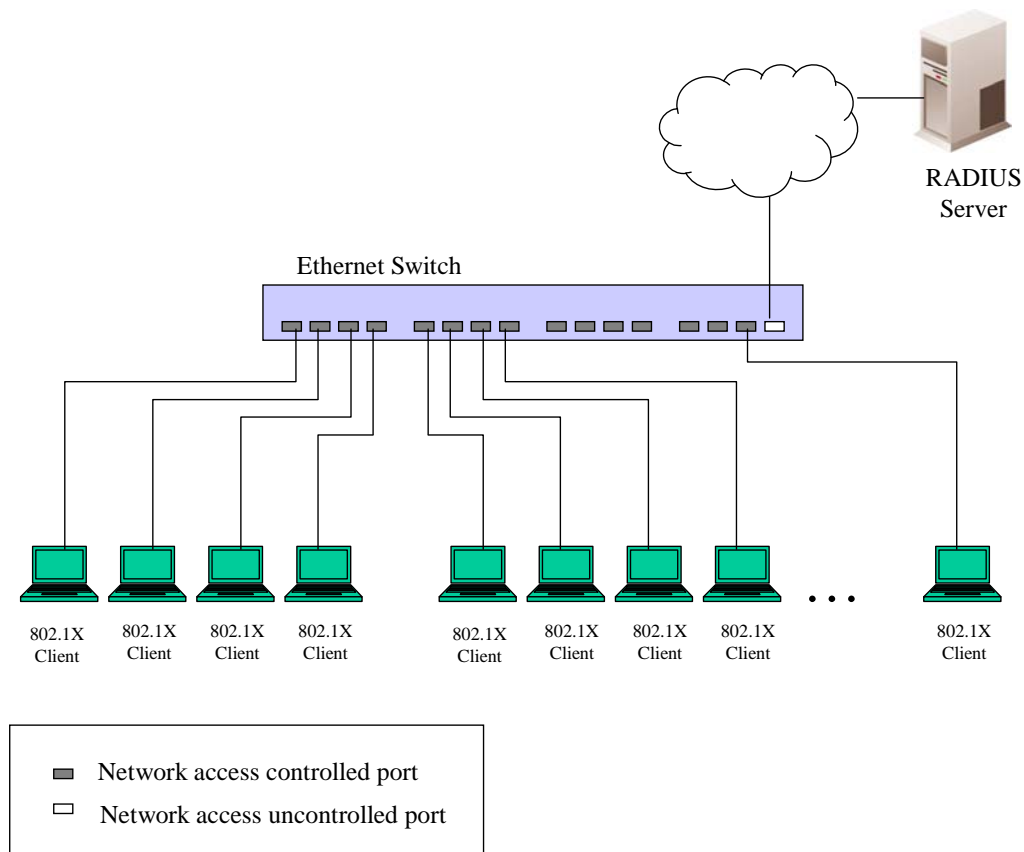 RADIUS
Server
Ethernet Switch
802.1X
Client
802.1X
Client
802.1X
Client
802.1X
Client
802.1X
Client
802.1X
Client
802.1X
Client
802.1X
Client
. . .
802.1X
Client
Network access controlled port
Network access uncontrolled port